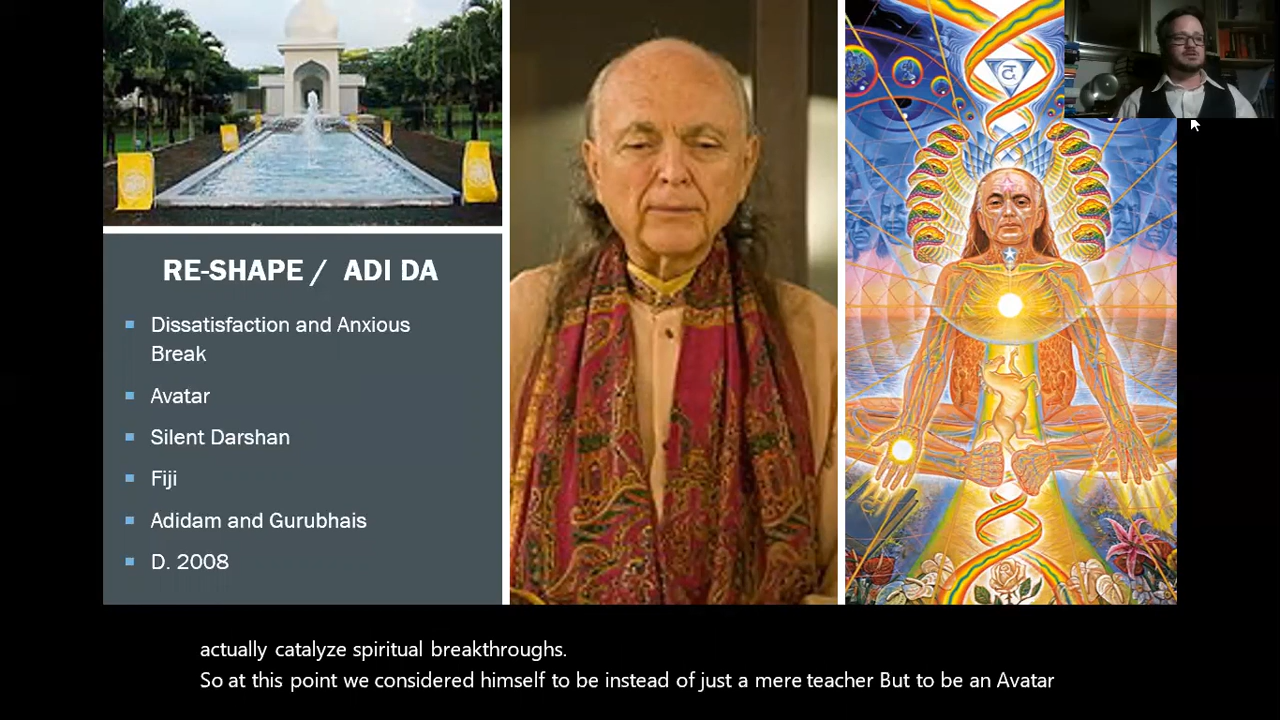 RE-SHAPE / ADI DA
Dissatisfaction and Anxious
Break
Avatar
Silent Darshan
Fiji
Adidam and Gurubhais
D. 2008
actually catalyze spiritual breakthroughs.
So at this point we considered himself to be instead of just a mere teacher But to be an Avatar